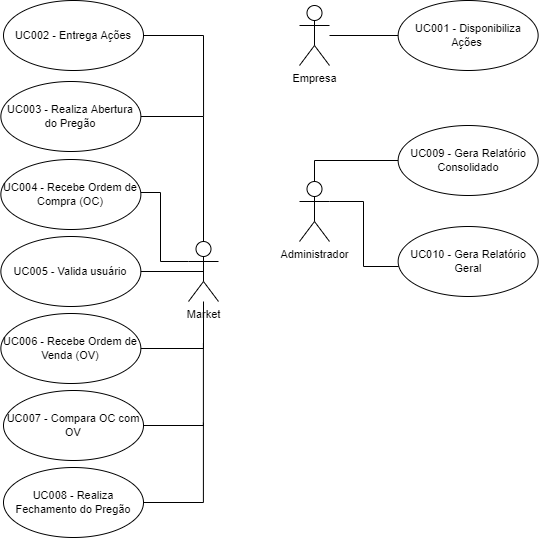 UC002 - Entrega Ações
UC003 - Realiza Abertura
do Pregão
UC004 - Recebe Ordem de
Compra (OC)
UC005 - Valida usuário
UC006 - Recebe Ordem de
Venda (OV)
UC007 - Compara OC com
OV
UC008 - Realiza
Fechamento do Pregão
Market
Empresa
UC001 - Disponibiliza
Ações
Administrador
UC009 - Gera Relatório
Consolidado
UC010 - Gera Relatório
Geral